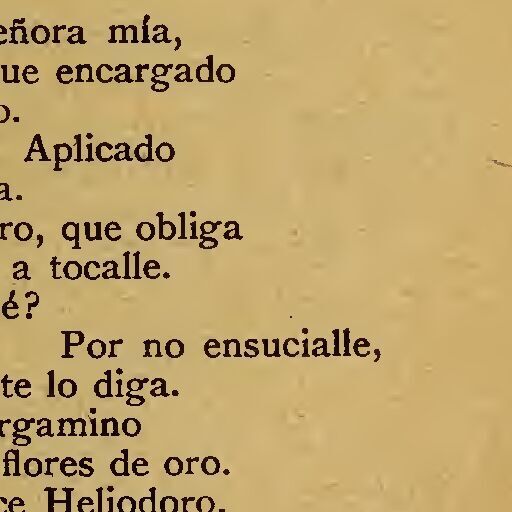 eñora mía,
ue encargado
o.
Aplicado
a.
ro, que obliga
a tocalle.
é?
Por no ensucialle,
te lo diga.
rgamino
flores de oro.
ce Heliodoro.